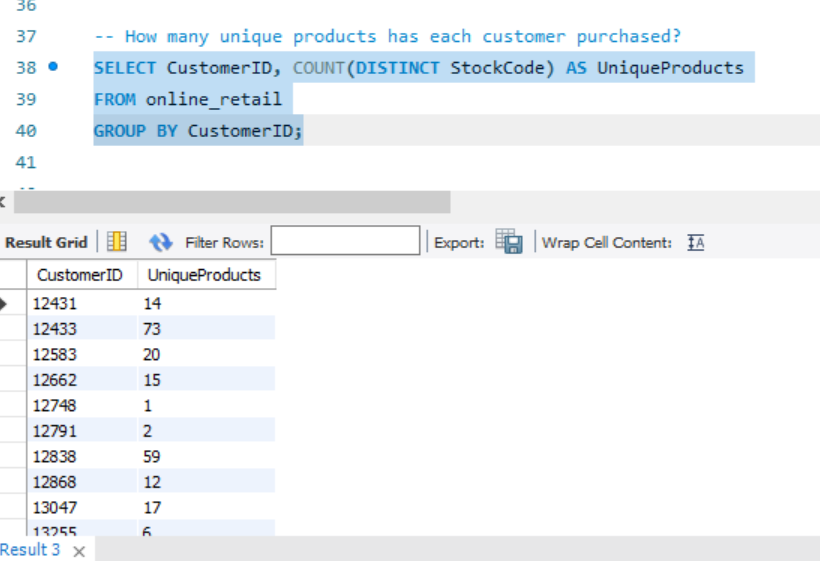 36
37 -- How many unique products has each customer purchased?
38 SELECT CustomerID, COUNT(DISTINCT StockCode) AS UniqueProducts
39 FROM online_retail
40 GROUP BY CustomerID;
41
Result Grid Filter Rows: Export: Wrap Cell Content: IA
CustomerID UniqueProducts
12431 14
12433 73
12583 20
12662 15
12748 1
12791 2
12838 59
12868 12
13047 17
13255 6
Result 3 ×